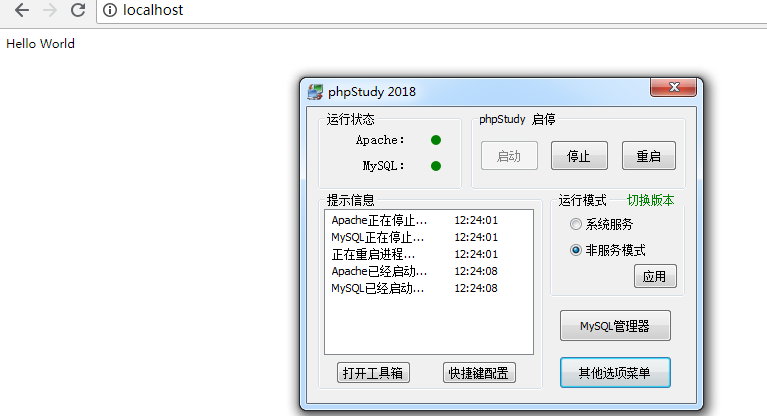 localhost
Hello World
phpStudy 2018
运行状态
Apache:
MySQL:
phpStudy 启停
启动
停止
重启
提示信息
Apache正在停止... 12:24:01
MySQL正在停止... 12:24:01
正在重启进程... 12:24:01
Apache已经启动... 12:24:08
MySQL已经启动... 12:24:08
打开工具箱
快捷键配置
运行模式 切换版本
系统服务
非服务模式
应用
MySQL管理器
其他选项菜单